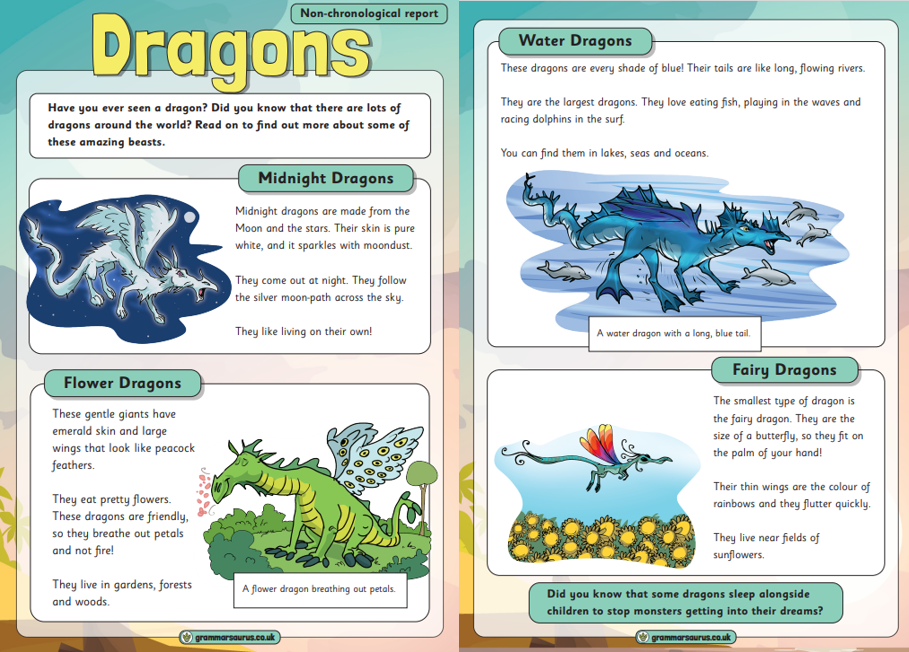 Non-chronological report
Dragons
Have you ever seen a dragon? Did you know that there are lots of
dragons around the world? Read on to find out more about some of
these amazing beasts.
Midnight Dragons
Midnight dragons are made from the
Moon and the stars. Their skin is pure
white, and it sparkles with moondust.
They come out at night. They follow
the silver moon-path across the sky.
They like living on their own!
Flower Dragons
These gentle giants have
emerald skin and large
wings that look like peacock
feathers.
They eat pretty flowers.
These dragons are friendly,
so they breathe out petals
and not fire!
They live in gardens, forests
and woods.
A flower dragon breathing out petals.
grammarsaurus.co.uk
Water Dragons
These dragons are every shade of blue! Their tails are like long, flowing rivers.
They are the largest dragons. They love eating fish, playing in the waves and
racing dolphins in the surf.
You can find them in lakes, seas and oceans.
A water dragon with a long, blue tail.
Fairy Dragons
The smallest type of dragon is
the fairy dragon. They are the
size of a butterfly, so they fit on
the palm of your hand!
Their thin wings are the colour of
rainbows and they flutter quickly.
They live near fields of
sunflowers.
Did you know that some dragons sleep alongside
children to stop monsters getting into their dreams?
grammarsaurus.co.uk